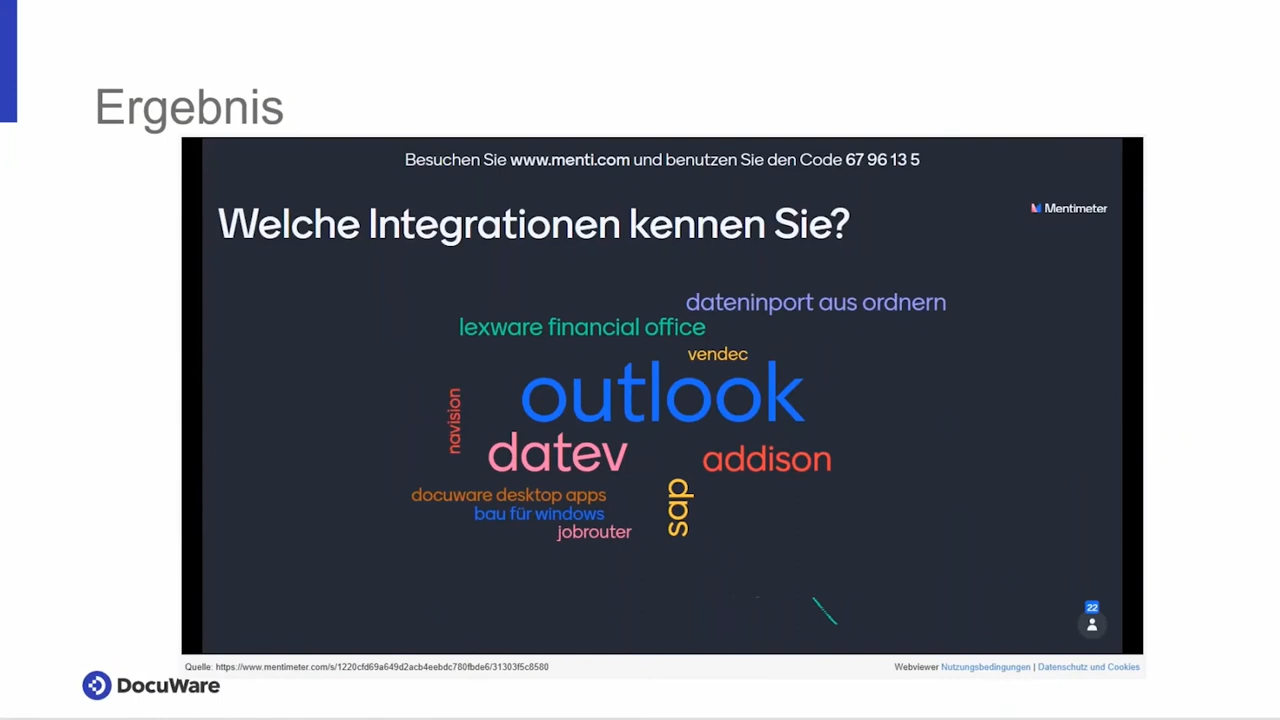 Ergebnis
Besuchen Sie www.menti.com und benutzen Sie den Code 67 96 13 5
Welche Integrationen kennen Sie?
Mentimeter
dateninport aus ordnern
lexware financial office
vendec
outlook
navision
datev
addison
sap
docuware desktop apps
bau für windows
jobrouter
22
Quelle: https://www.mentimeter.com/s/1220cfd69a649d2acb4eebdc780fbde6/31303f5c8580
Webviewer Nutzungsbedingungen | Datenschutz und Cookies
DocuWare